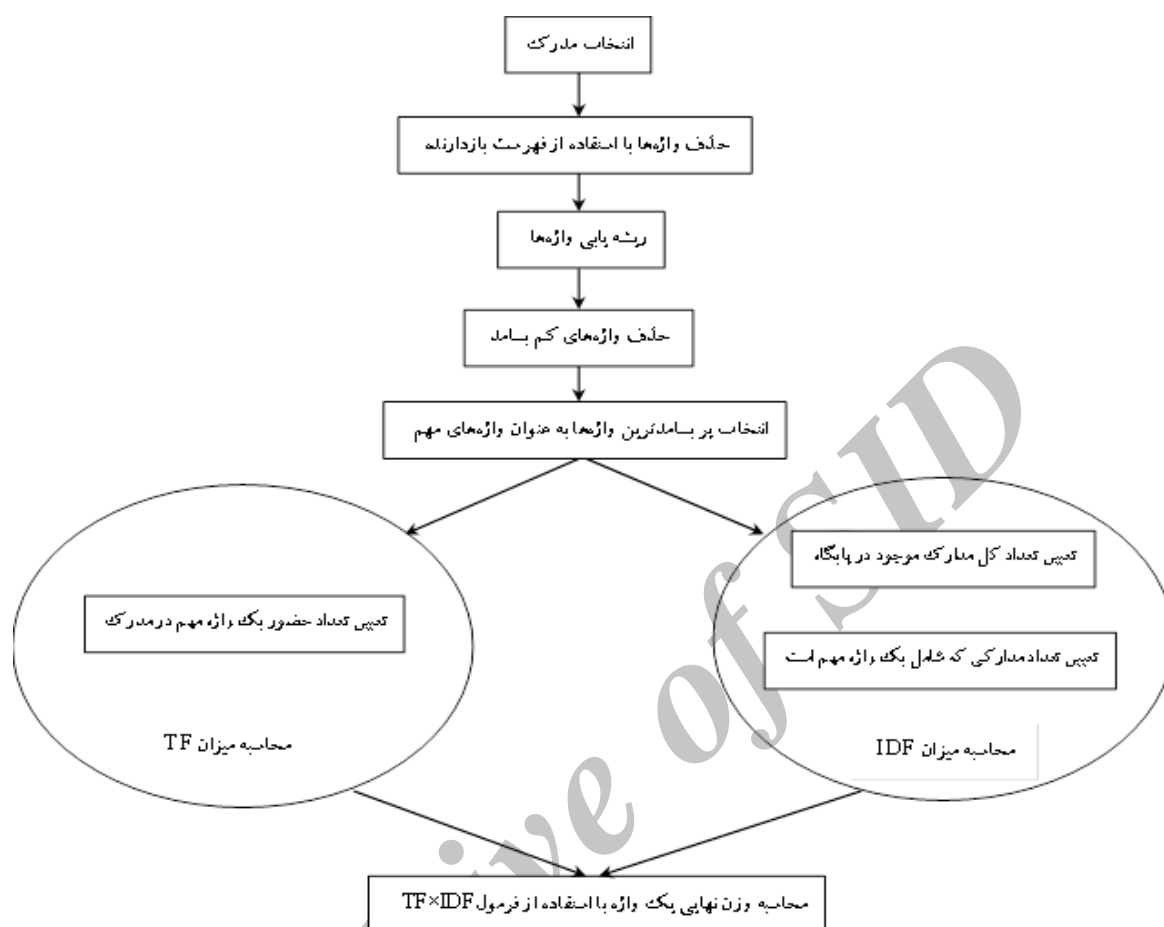 انتخاب مدرک
حذف واژه‌ها با استفاده از فهرست بازدارنده
ریشه یابی واژه‌ها
حذف واژه‌های کم بسامد
انتخاب پر بسامدترین واژه‌ها به عنوان واژه‌های مهم
تعیین تعداد کل مدارک موجود در پایگاه
تعیین تعداد مدارکی که شامل یک واژه مهم است
محاسبه میزان IDF
تعیین تعداد حضور یک واژه مهم در مدرک
محاسبه میزان TF
محاسبه وزن نهایی یک واژه با استفاده از فرمول TF×IDF
ive of SID